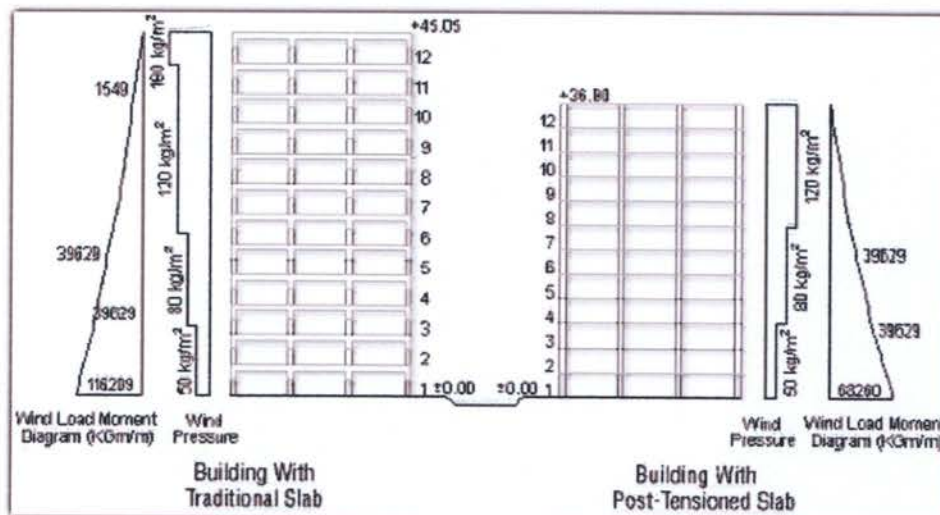 +45.05
160 kg/m²
1549
120 kg/m²
39629
80 kg/m²
39829
50 kg/m²
116209
Wind Load Moment
Diagram (KGm/m)
Wind
Pressure
12
11
10
9
8
7
6
5
4
3
2
1
±0.00
Building With
Traditional Slab
+36.80
12
11
10
9
8
7
6
5
4
3
2
1
±0.00
120 kg/m²
39629
80 kg/m²
39629
50 kg/m²
68260
Wind
Pressure
Wind Load Moment
Diagram (KGm/m)
Building With
Post-Tensioned Slab